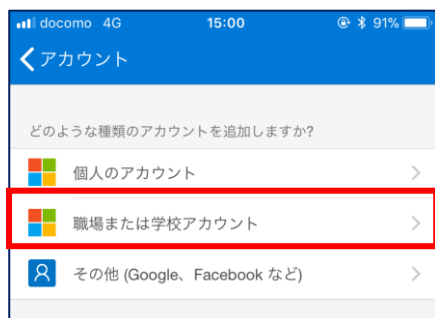 docomo 4G 15:00 91%
アカウント
どのような種類のアカウントを追加しますか?
個人のアカウント
職場または学校アカウント
その他 (Google、Facebook など)